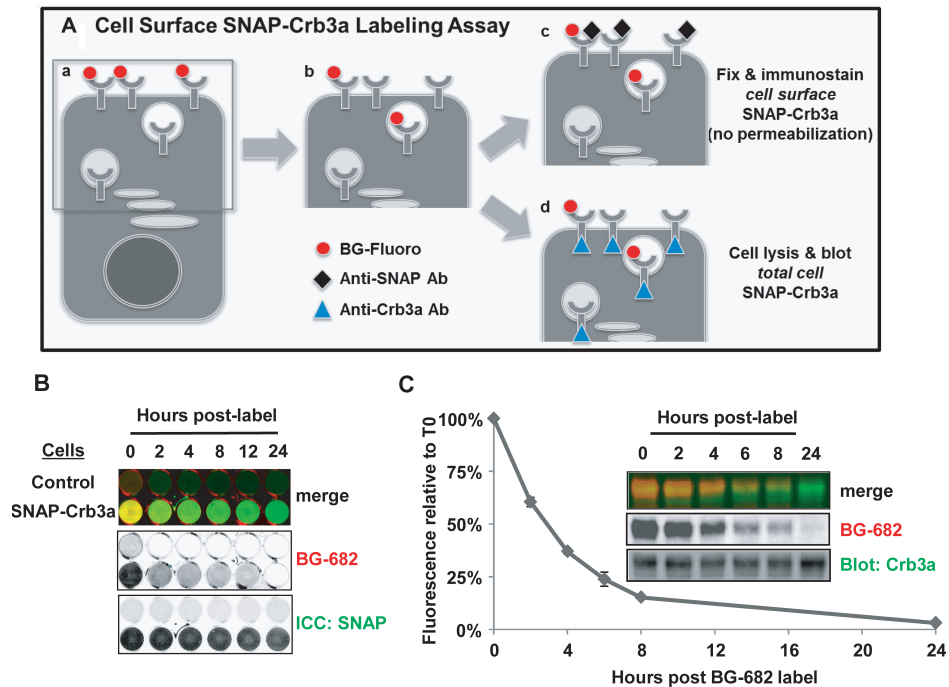 A Cell Surface SNAP-Crb3a Labeling Assay
a
b
c
Fix & immunostain
cell surface
SNAP-Crb3a
(no permeabilization)
d
Cell lysis & blot
total cell
SNAP-Crb3a
BG-Fluoro
Anti-SNAP Ab
Anti-Crb3a Ab
B
Hours post-label
Cells 0 2 4 8 12 24
Control
SNAP-Crb3a
merge
BG-682
ICC: SNAP
C
Fluorescence relative to T0
100%
75%
50%
25%
0%
0 4 8 12 16 20 24
Hours post BG-682 label
Hours post-label
0 2 4 6 8 24
merge
BG-682
Blot: Crb3a